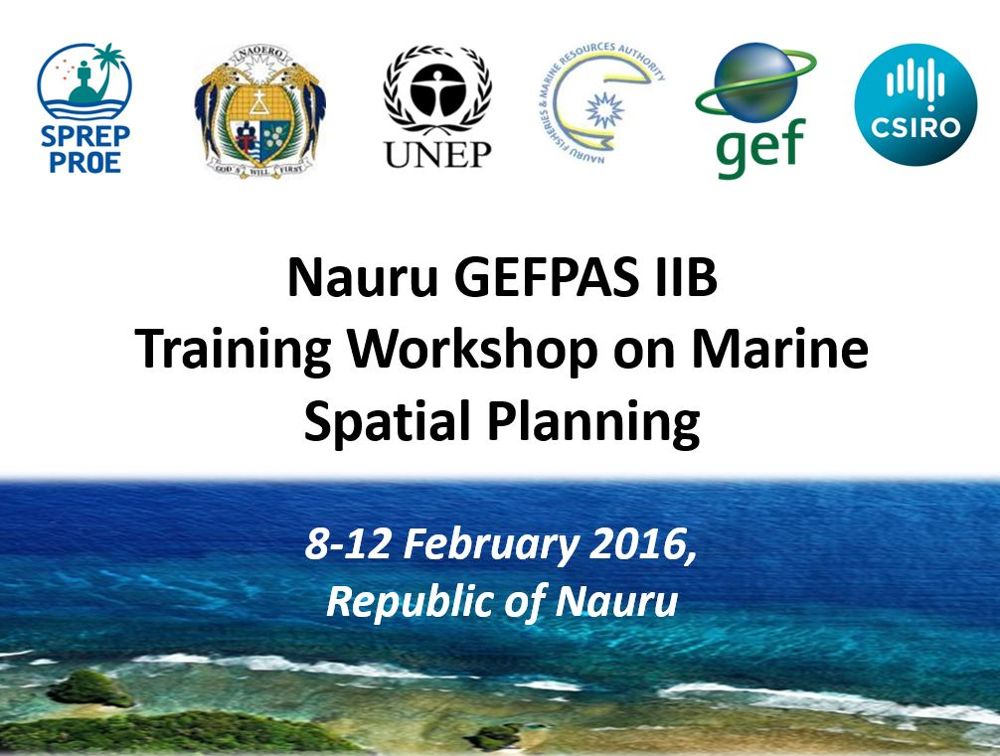 SPREP
PROE
NAOERO
GOD'S WILL FIRST
UNEP
NAURU FISHERIES & MARINE RESOURCES AUTHORITY
gef
CSIRO
Nauru GEFPAS IIB
Training Workshop on Marine
Spatial Planning
8-12 February 2016,
Republic of Nauru